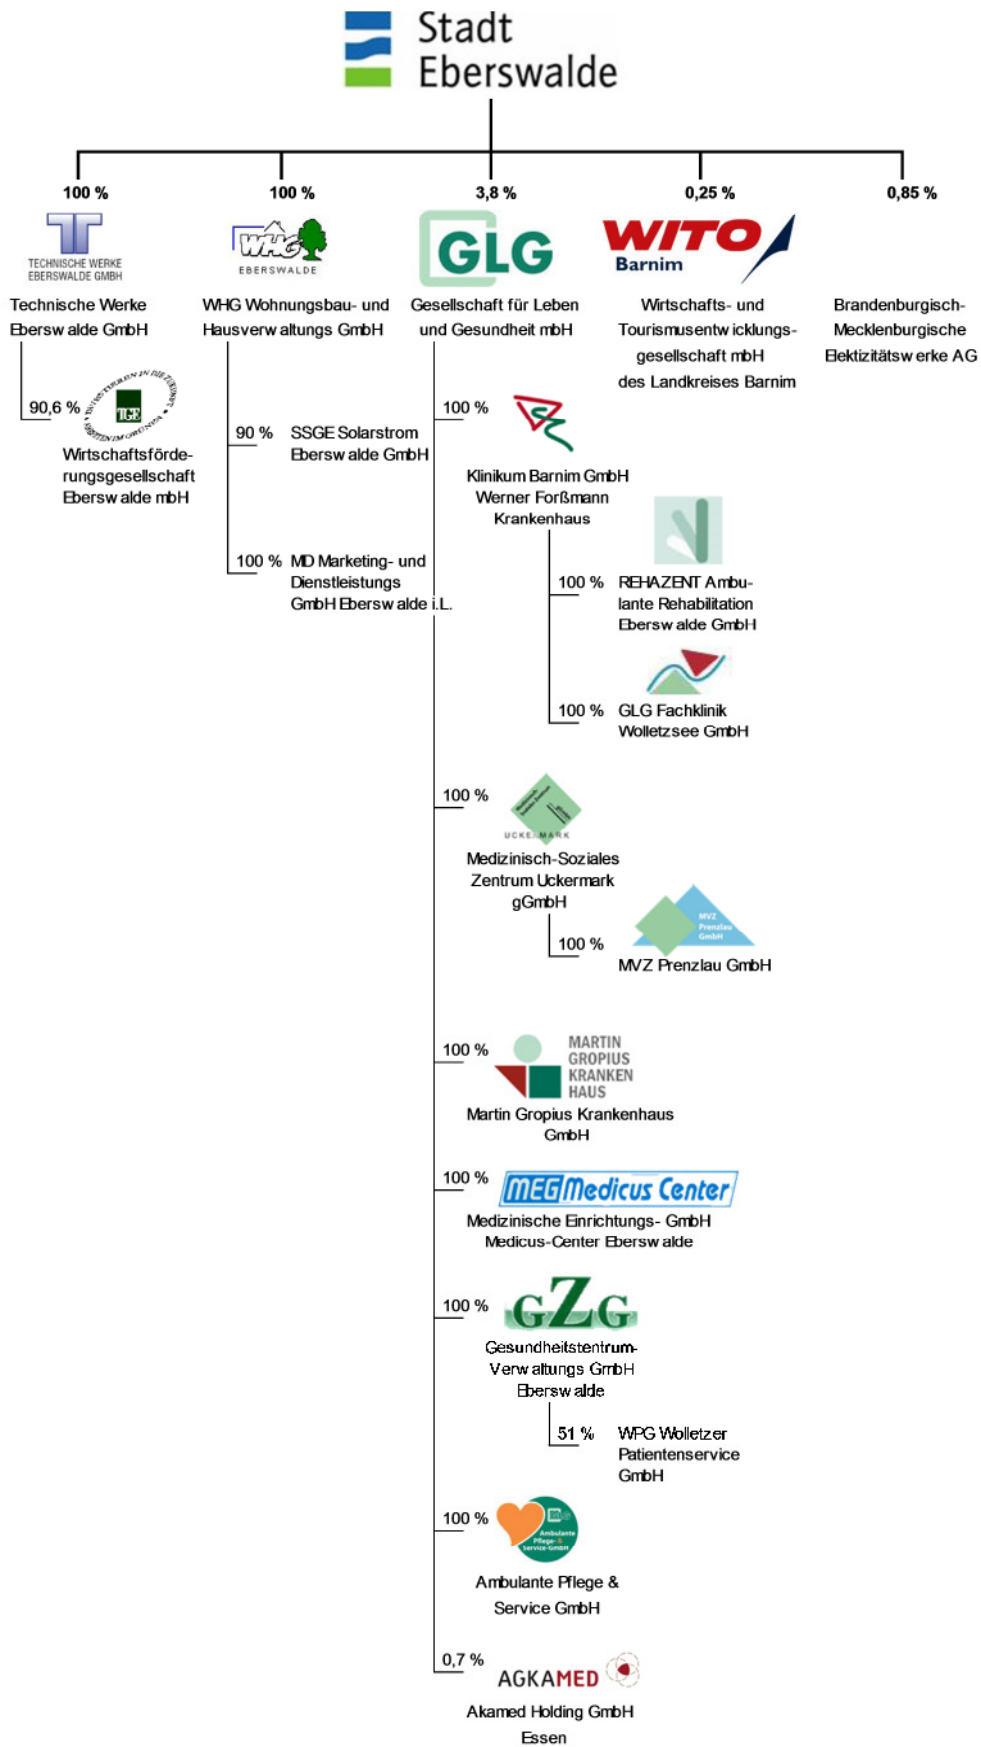 Stadt
Eberswalde
100 %
100 %
3,8 %
0,25 %
0,85 %
TECHNISCHE WERKE
EBERSWALDE GMBH
WHG
EBERSWALDE
GLG
WITO
Barnim
Technische Werke
Eberswalde GmbH
WHG Wohnungsbau- und
Hausverwaltungs GmbH
Gesellschaft für Leben
und Gesundheit mbH
Wirtschafts- und
Tourismusentwicklungs-
gesellschaft mbH
des Landkreises Barnim
Brandenburgisch-
Mecklenburgische
Elektizitätswerke AG
90,6 %
TGE
Wirtschaftsförde-
rungsgesellschaft
Eberswalde mbH
90 %
SSGE Solarstrom
Eberswalde GmbH
100 %
MD Marketing- und
Dienstleistungs
GmbH Eberswalde i.L.
100 %
Klinikum Barnim GmbH
Werner Forßmann
Krankenhaus
100 %
REHAZENT Ambu-
lante Rehabilitation
Eberswalde GmbH
100 %
GLG Fachklinik
Wolletzsee GmbH
100 %
UCKERMARK
Medizinisch-Soziales
Zentrum Uckermark
gGmbH
100 %
MVZ
Prenzlau
GmbH
MVZ Prenzlau GmbH
100 %
MARTIN
GROPIUS
KRANKEN
HAUS
Martin Gropius Krankenhaus
GmbH
100 %
MEG Medicus Center
Medizinische Einrichtungs- GmbH
Medicus-Center Eberswalde
100 %
GZG
Gesundheitstentrum-
Verwaltungs GmbH
Eberswalde
51 %
WPG Wolletzer
Patientenservice
GmbH
100 %
GLG
Ambulante
Pflege- &
Service-GmbH
Ambulante Pflege &
Service GmbH
0,7 %
AGKAMED
Akamed Holding GmbH
Essen